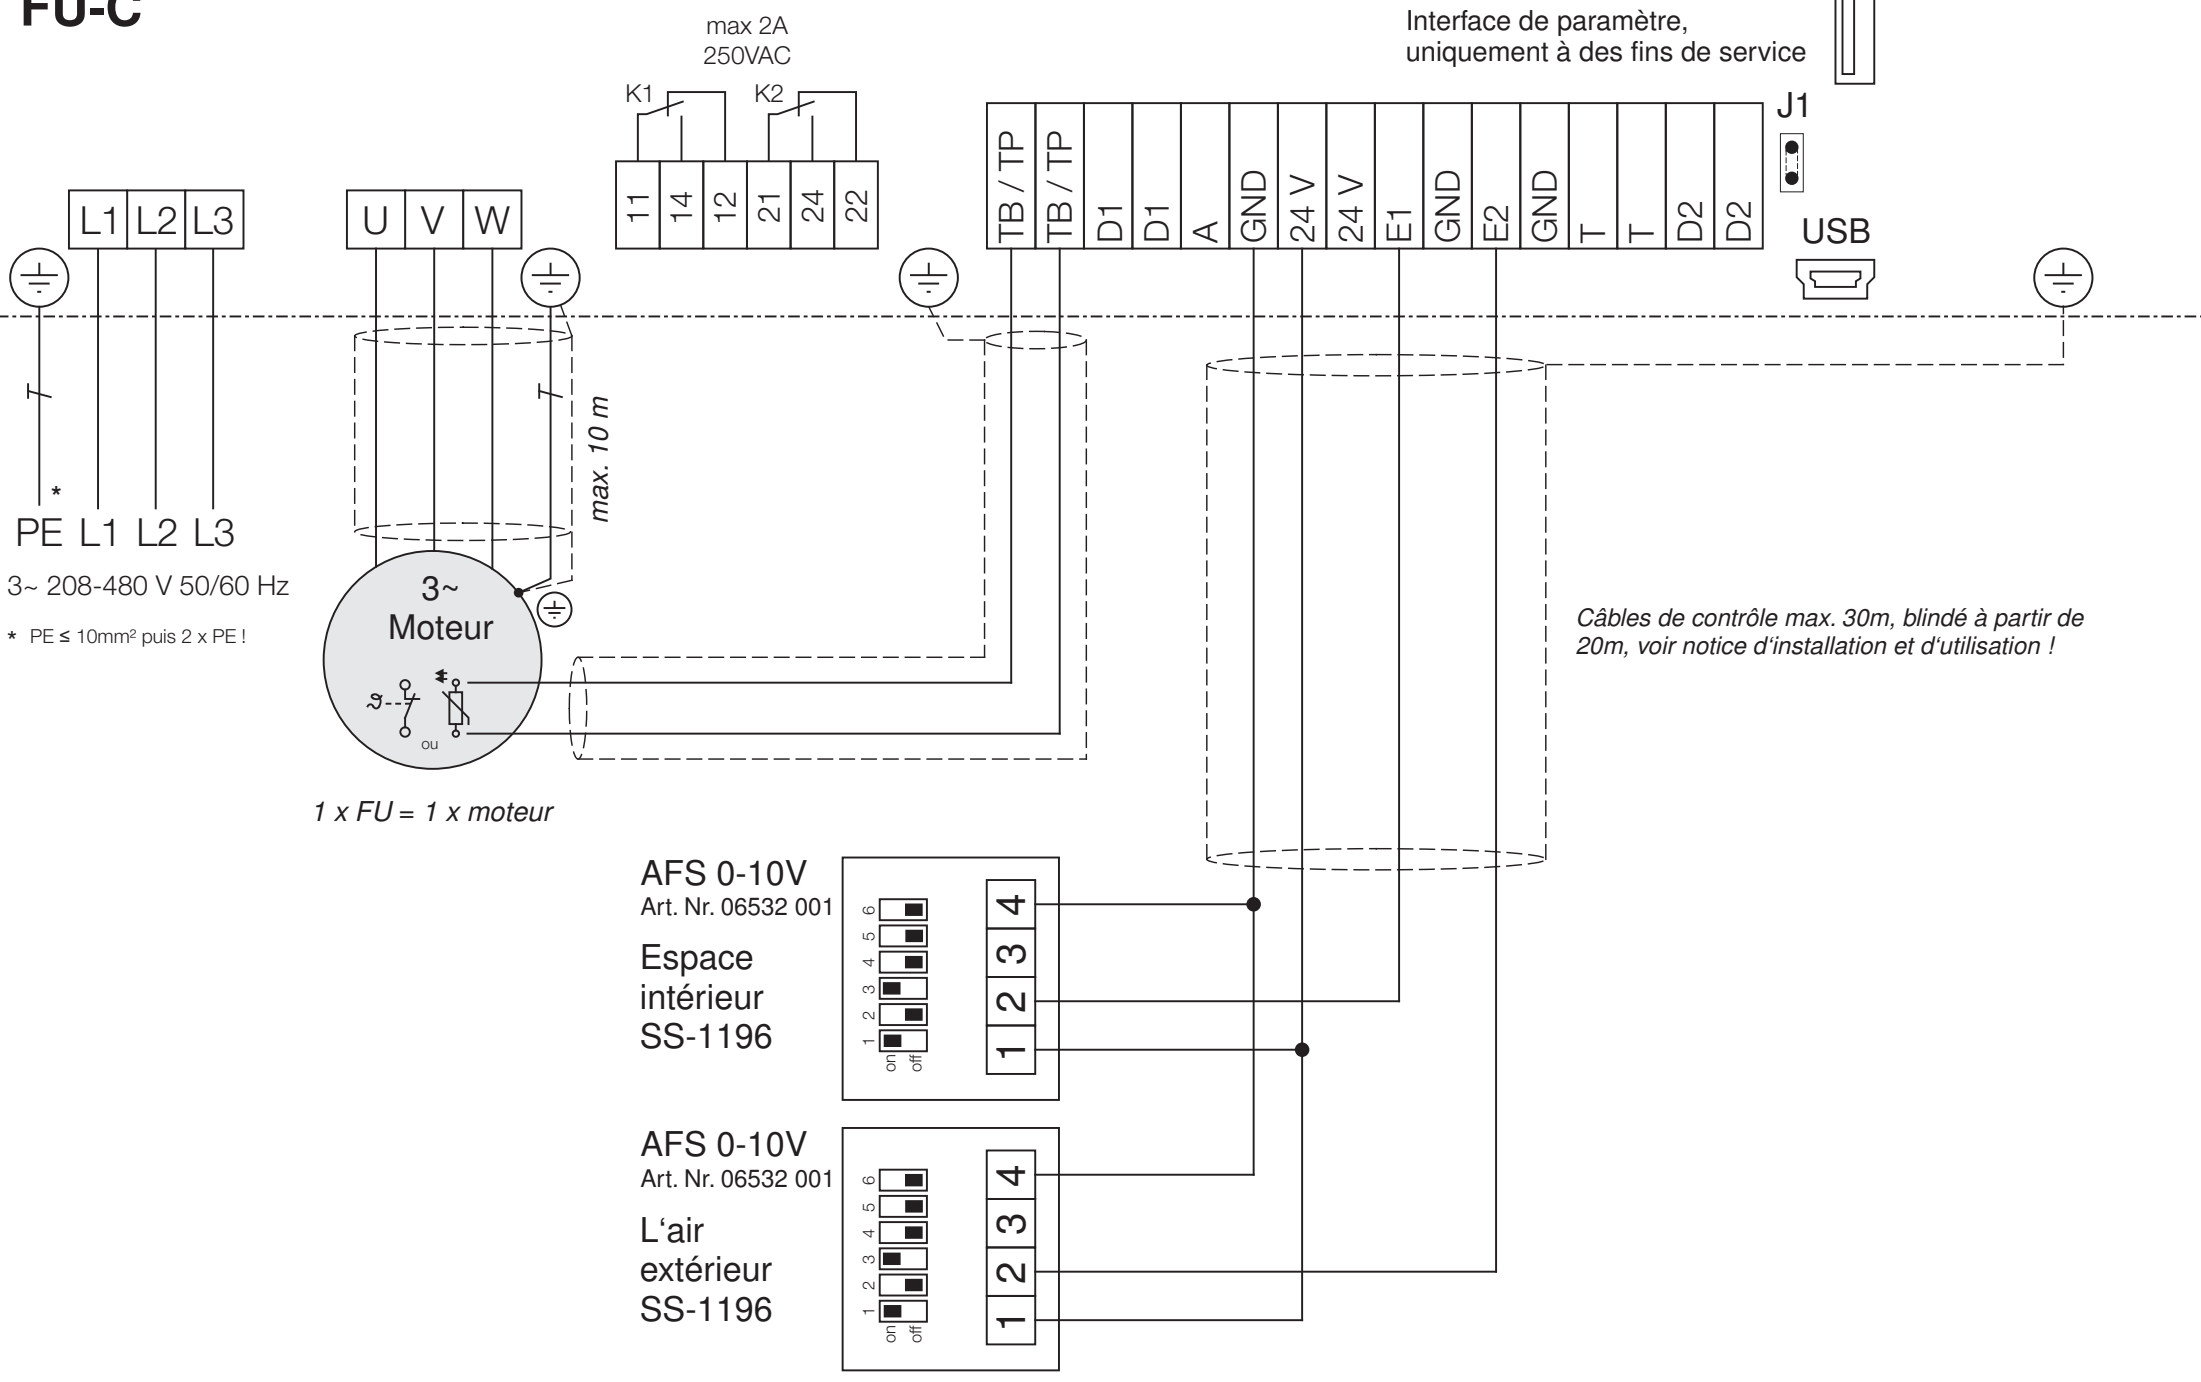 FU-C
max 2A
250VAC
Interface de paramètre,
uniquement à des fins de service
K1
K2
J1
L1 L2 L3
U V W
11 14 12 21 24 22
TB / TP TB / TP D1 D1 A GND 24 V 24 V E1 GND E2 GND T T D2 D2
USB
max. 10 m
*
PE L1 L2 L3
3~ 208-480 V 50/60 Hz
* PE ≤ 10mm² puis 2 x PE !
3~
Moteur
ϑ
ou
1 x FU = 1 x moteur
Câbles de contrôle max. 30m, blindé à partir de
20m, voir notice d‘installation et d‘utilisation !
AFS 0-10V
Art. Nr. 06532 001
Espace
intérieur
SS-1196
6
5
4
3
2
1
on
off
4
3
2
1
AFS 0-10V
Art. Nr. 06532 001
L‘air
extérieur
SS-1196
6
5
4
3
2
1
on
off
4
3
2
1